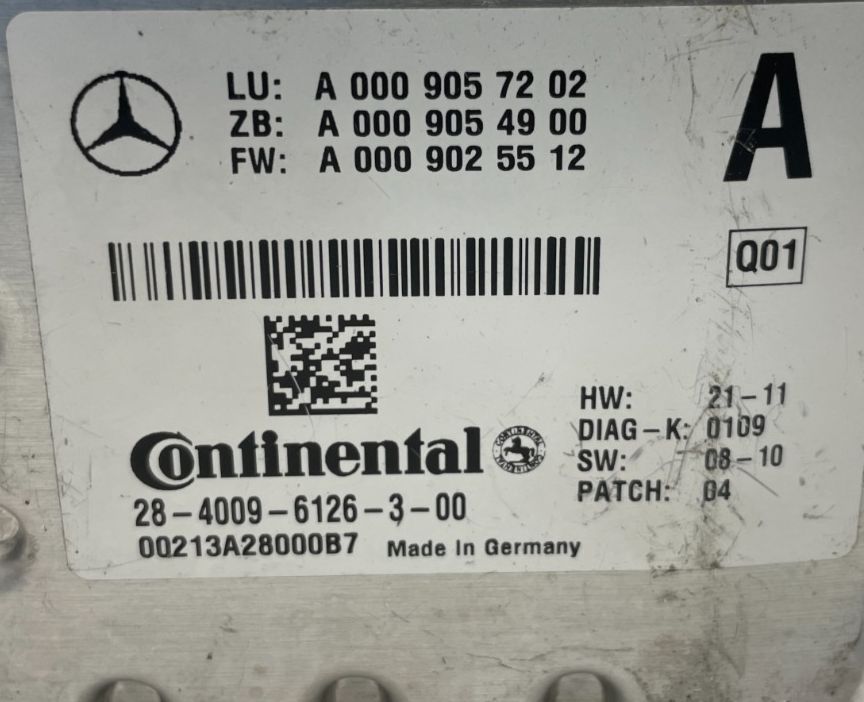 LU: A 000 905 72 02
ZB: A 000 905 49 00
FW: A 000 902 55 12
A
Q01
HW: 21-11
DIAG-K: 0109
SW: 08-10
PATCH: 04
Continental
28-4009-6126-3-00
00213A28000B7 Made In Germany